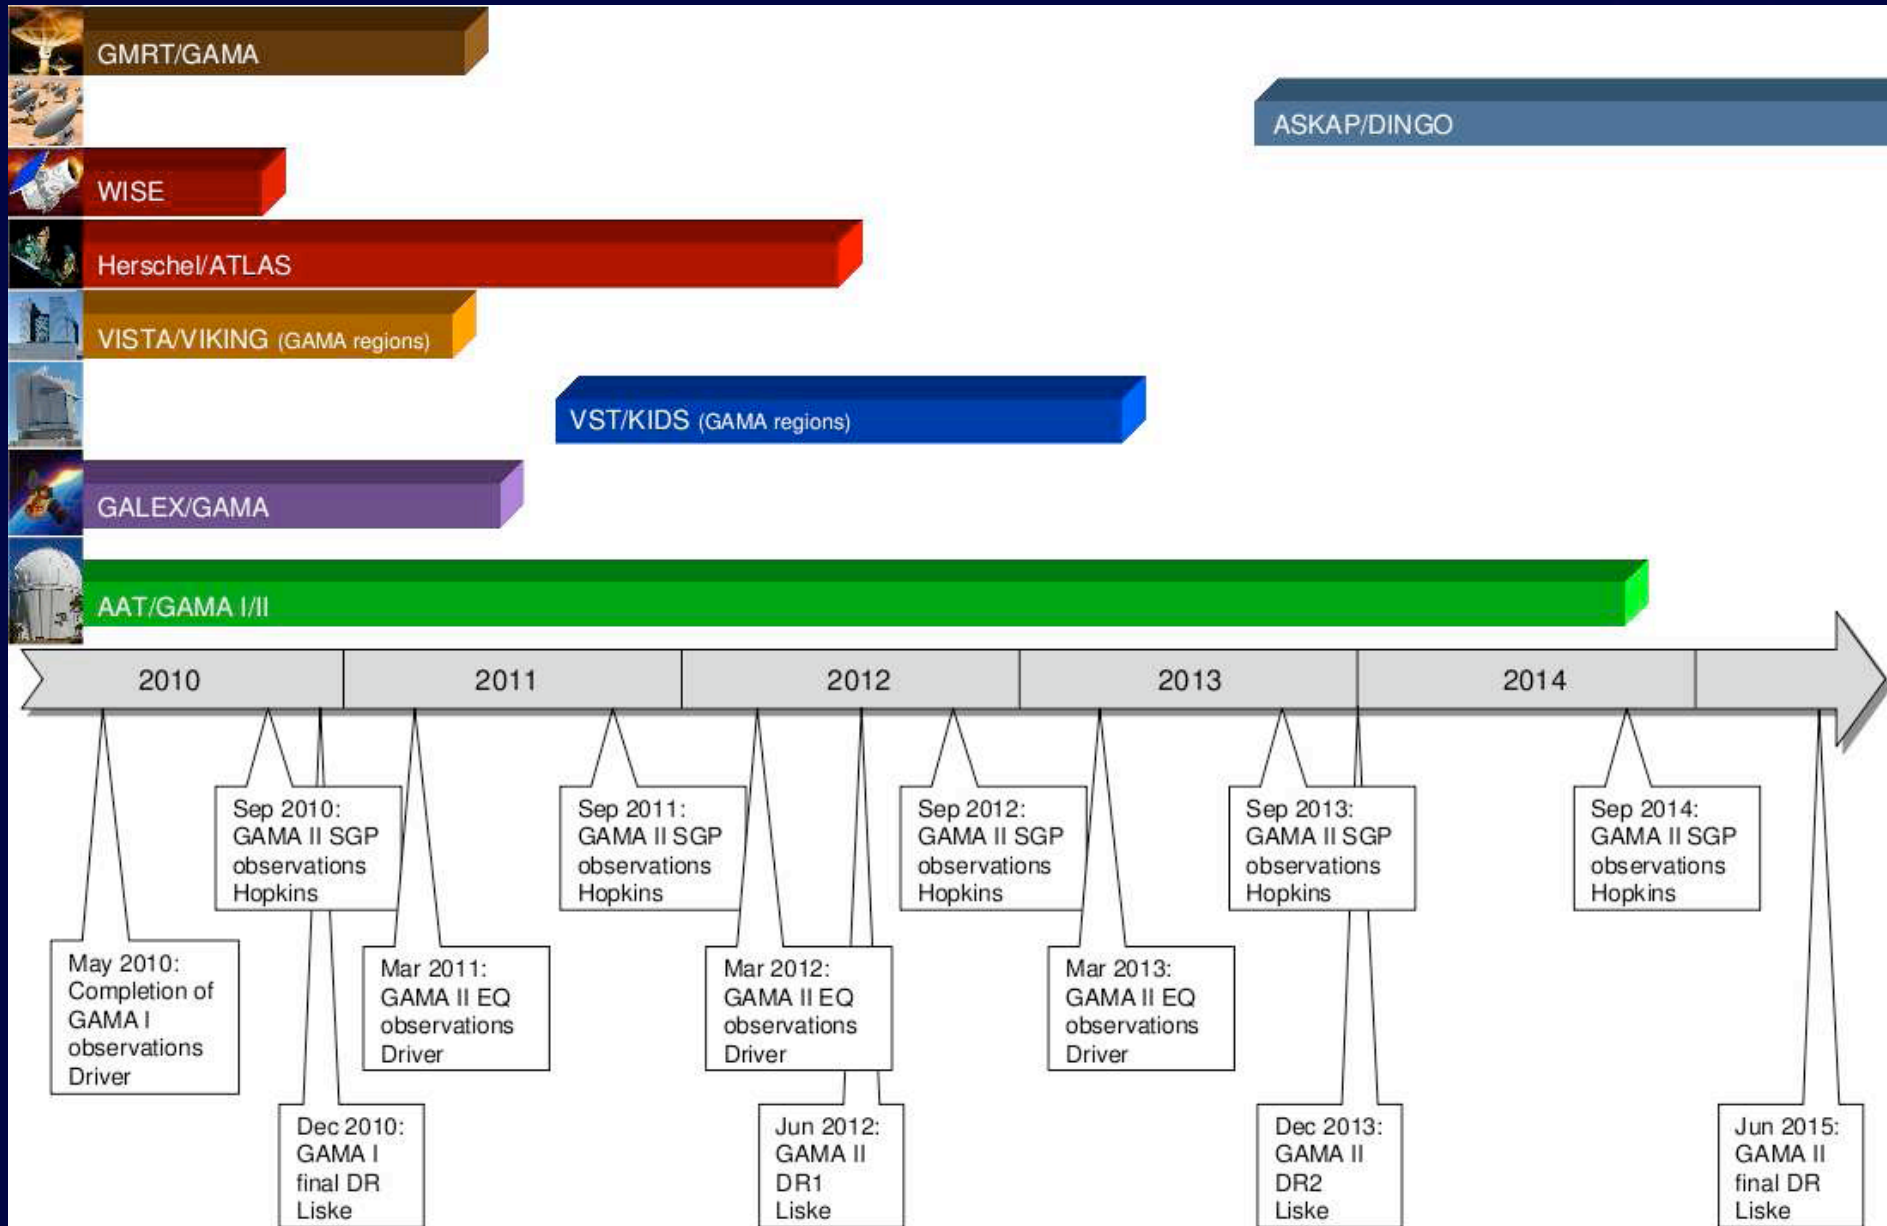 GMRT/GAMA
ASKAP/DINGO
WISE
Herschel/ATLAS
VISTA/VIKING (GAMA regions)
VST/KIDS (GAMA regions)
GALEX/GAMA
AAT/GAMA I/II
2010
2011
2012
2013
2014
Sep 2010:
GAMA II SGP
observations
Hopkins
Sep 2011:
GAMA II SGP
observations
Hopkins
Sep 2012:
GAMA II SGP
observations
Hopkins
Sep 2013:
GAMA II SGP
observations
Hopkins
Sep 2014:
GAMA II SGP
observations
Hopkins
May 2010:
Completion of
GAMA I
observations
Driver
Mar 2011:
GAMA II EQ
observations
Driver
Mar 2012:
GAMA II EQ
observations
Driver
Mar 2013:
GAMA II EQ
observations
Driver
Dec 2010:
GAMA I
final DR
Liske
Jun 2012:
GAMA II
DR1
Liske
Dec 2013:
GAMA II
DR2
Liske
Jun 2015:
GAMA II
final DR
Liske